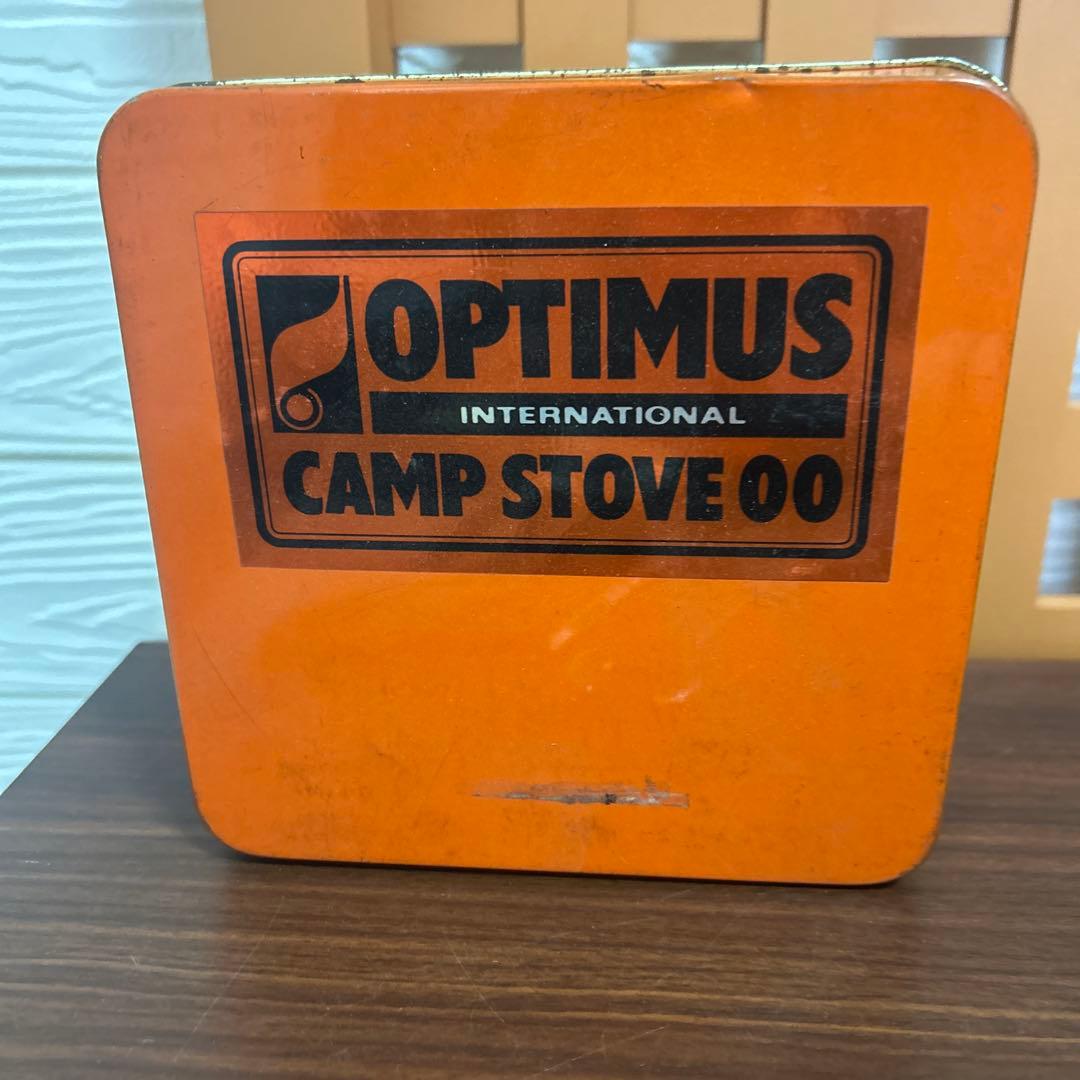 OPTIMUS
INTERNATIONAL
CAMP STOVE 00